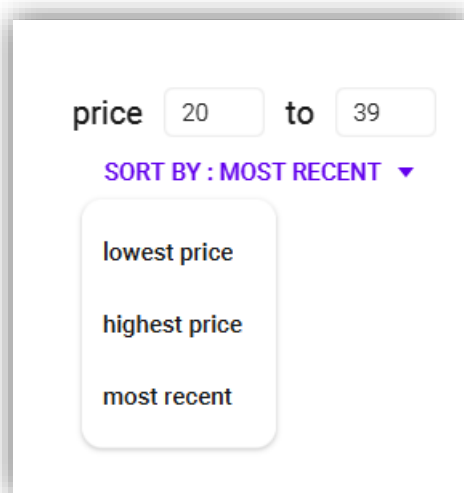 price 20 to 39
SORT BY : MOST RECENT
lowest price
highest price
most recent